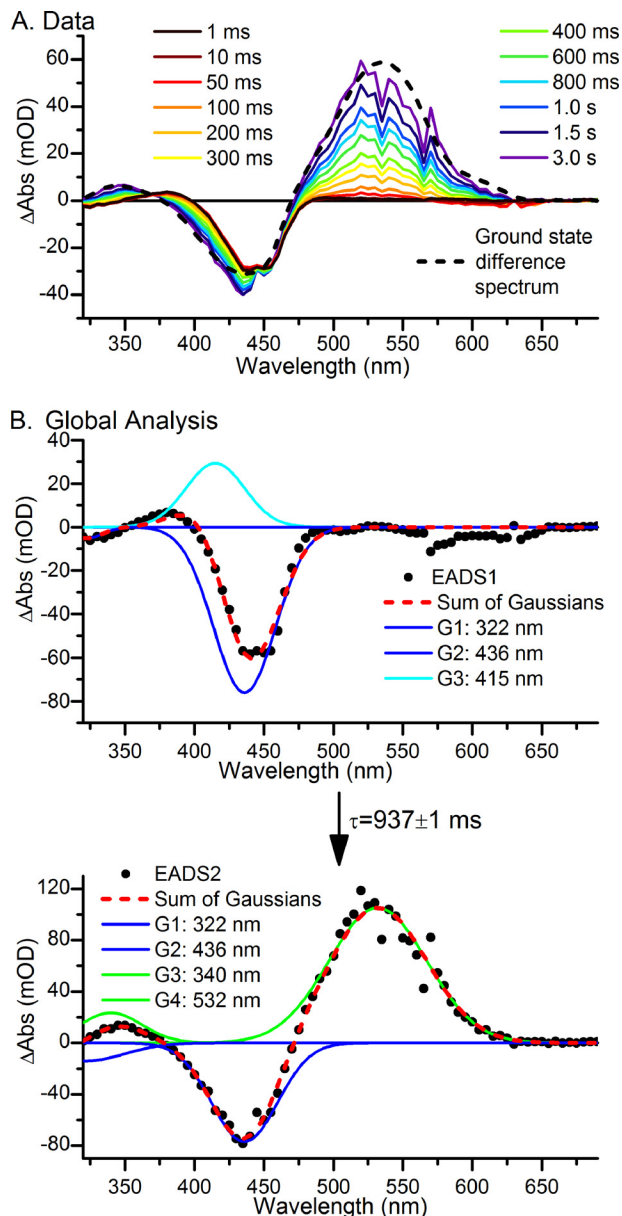 A. Data
1 ms
10 ms
50 ms
100 ms
200 ms
300 ms
400 ms
600 ms
800 ms
1.0 s
1.5 s
3.0 s
Ground state
difference
spectrum
ΔAbs (mOD)
60
40
20
0
-20
-40
350 400 450 500 550 600 650
Wavelength (nm)
B. Global Analysis
ΔAbs (mOD)
40
20
0
-20
-40
-60
-80
EADS1
Sum of Gaussians
G1: 322 nm
G2: 436 nm
G3: 415 nm
350 400 450 500 550 600 650
Wavelength (nm)
τ=937±1 ms
EADS2
Sum of Gaussians
G1: 322 nm
G2: 436 nm
G3: 340 nm
G4: 532 nm
ΔAbs (mOD)
120
80
40
0
-40
-80
350 400 450 500 550 600 650
Wavelength (nm)